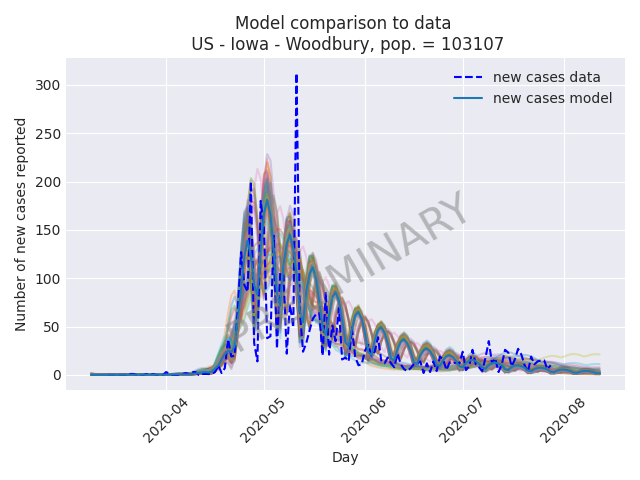 Model comparison to data
US - Iowa - Woodbury, pop. = 103107
300
250
200
150
100
50
0
Number of new cases reported
new cases data
new cases model
PRELIMINARY
2020-04
2020-05
2020-06
2020-07
2020-08
Day